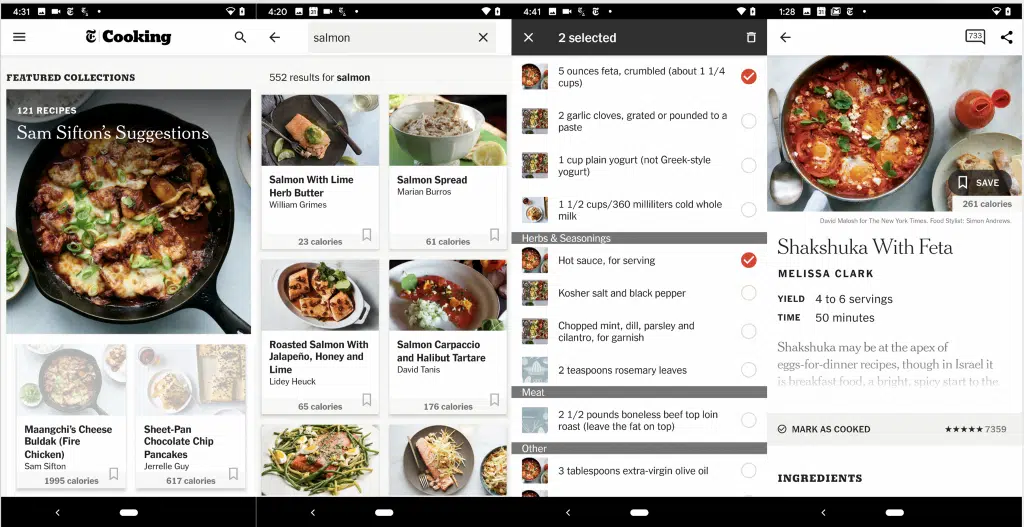 4:31
Cooking
FEATURED COLLECTIONS
121 RECIPES
Sam Sifton's Suggestions
Maangchi's Cheese
Buldak (Fire
Chicken)
Sam Sifton
1995 calories
Sheet-Pan
Chocolate Chip
Pancakes
Jerrelle Guy
617 calories
4:20
31
salmon
552 results for salmon
Salmon With Lime
Herb Butter
William Grimes
23 calories
Salmon Spread
Marian Burros
61 calories
Roasted Salmon With
Jalapeño, Honey and
Lime
Lidey Heuck
65 calories
Salmon Carpaccio
and Halibut Tartare
David Tanis
176 calories
4:41
2 selected
5 ounces feta, crumbled (about 1 1/4
cups)
2 garlic cloves, grated or pounded to a
paste
1 cup plain yogurt (not Greek-style
yogurt)
1 1/2 cups/360 milliliters cold whole
milk
Herbs & Seasonings
Hot sauce, for serving
Kosher salt and black pepper
Chopped mint, dill, parsley and
cilantro, for garnish
2 teaspoons rosemary leaves
Meat
2 1/2 pounds boneless beef top loin
roast (leave the fat on top)
Other
3 tablespoons extra-virgin olive oil
1:28
31
733
SAVE
261 calories
David Malosh for The New York Times. Food Stylist: Simon Andrews.
Shakshuka With Feta
MELISSA CLARK
YIELD 4 to 6 servings
TIME 50 minutes
Shakshuka may be at the apex of
eggs-for-dinner recipes, though in Israel it
is breakfast food, a bright, spicy start to the
MARK AS COOKED
★★★★★ 7359
INGREDIENTS